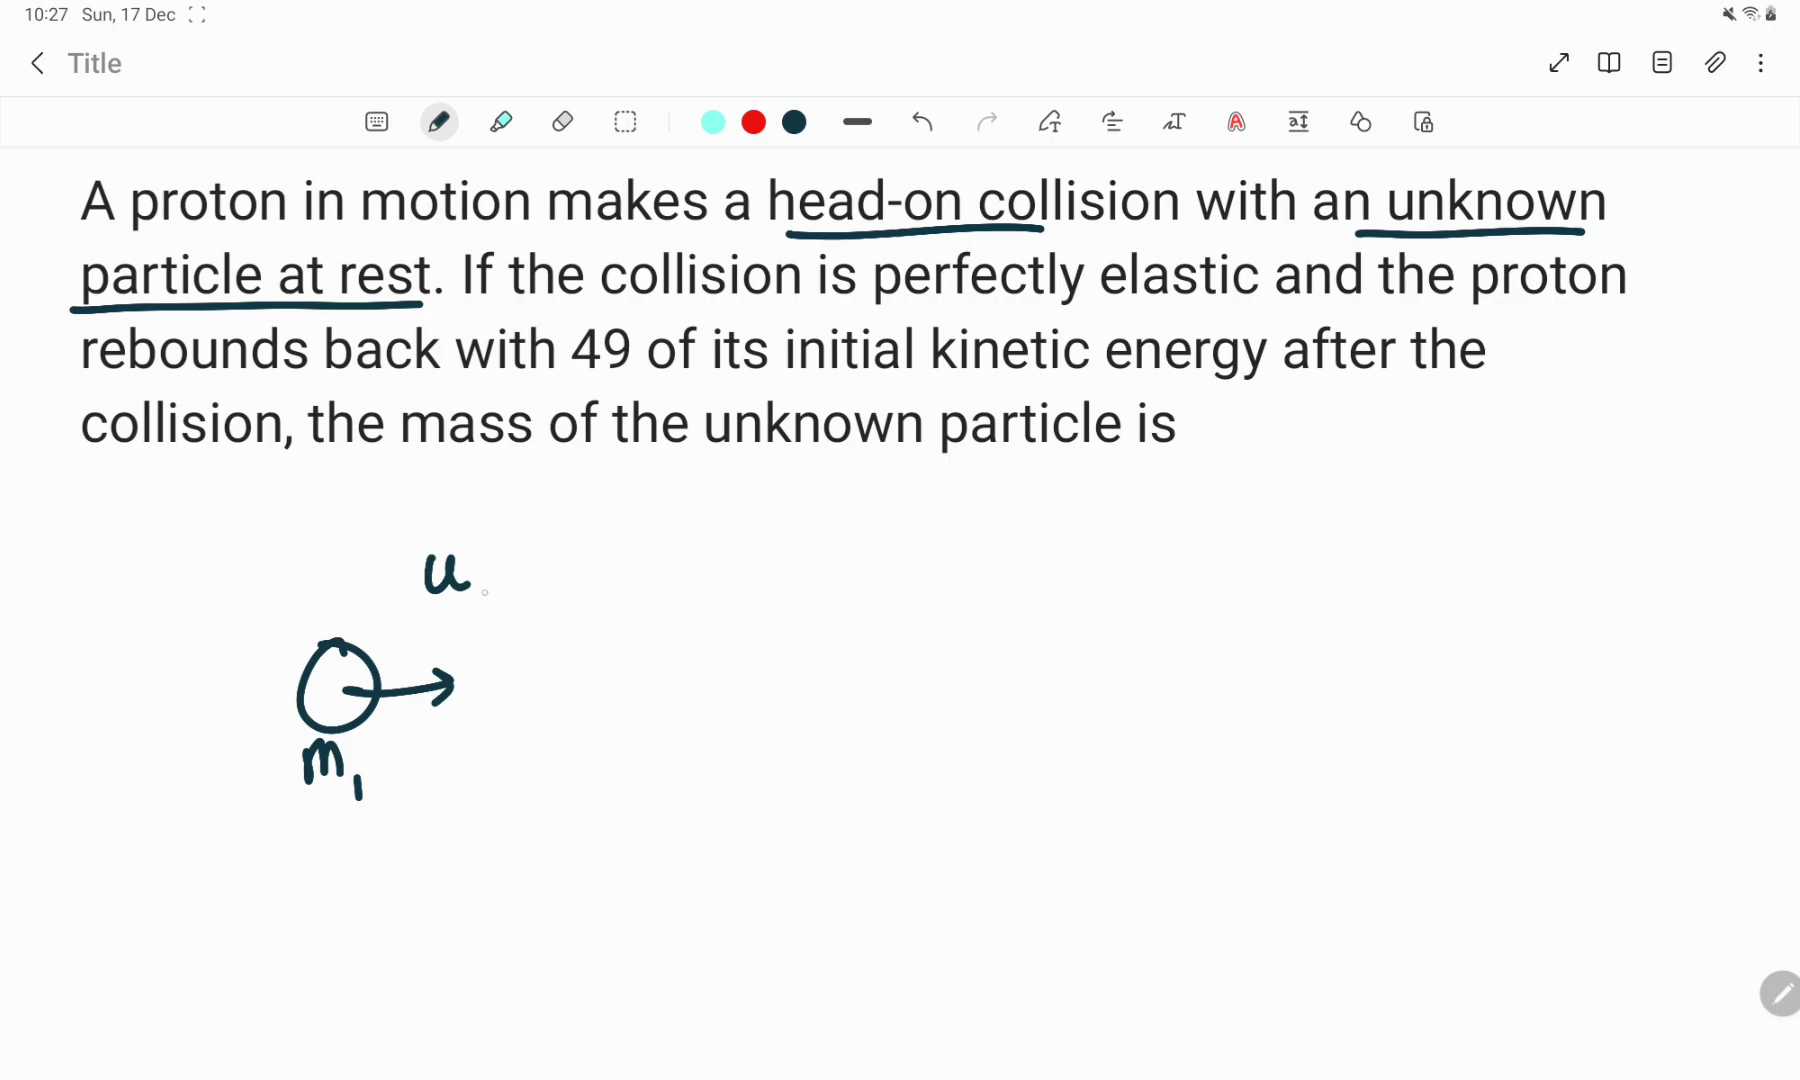 10:27 Sun, 17 Dec
Title
A proton in motion makes a head-on collision with an unknown
particle at rest. If the collision is perfectly elastic and the proton
rebounds back with 49 of its initial kinetic energy after the
collision, the mass of the unknown particle is
u
m1